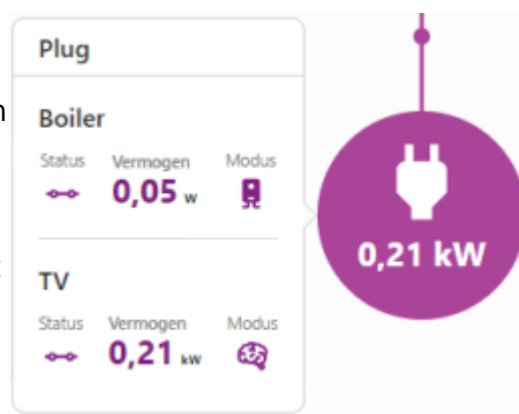 Plug
Boiler
Status Vermogen Modus
0,05 w
TV
Status Vermogen Modus
0,21 kW
0,21 kW